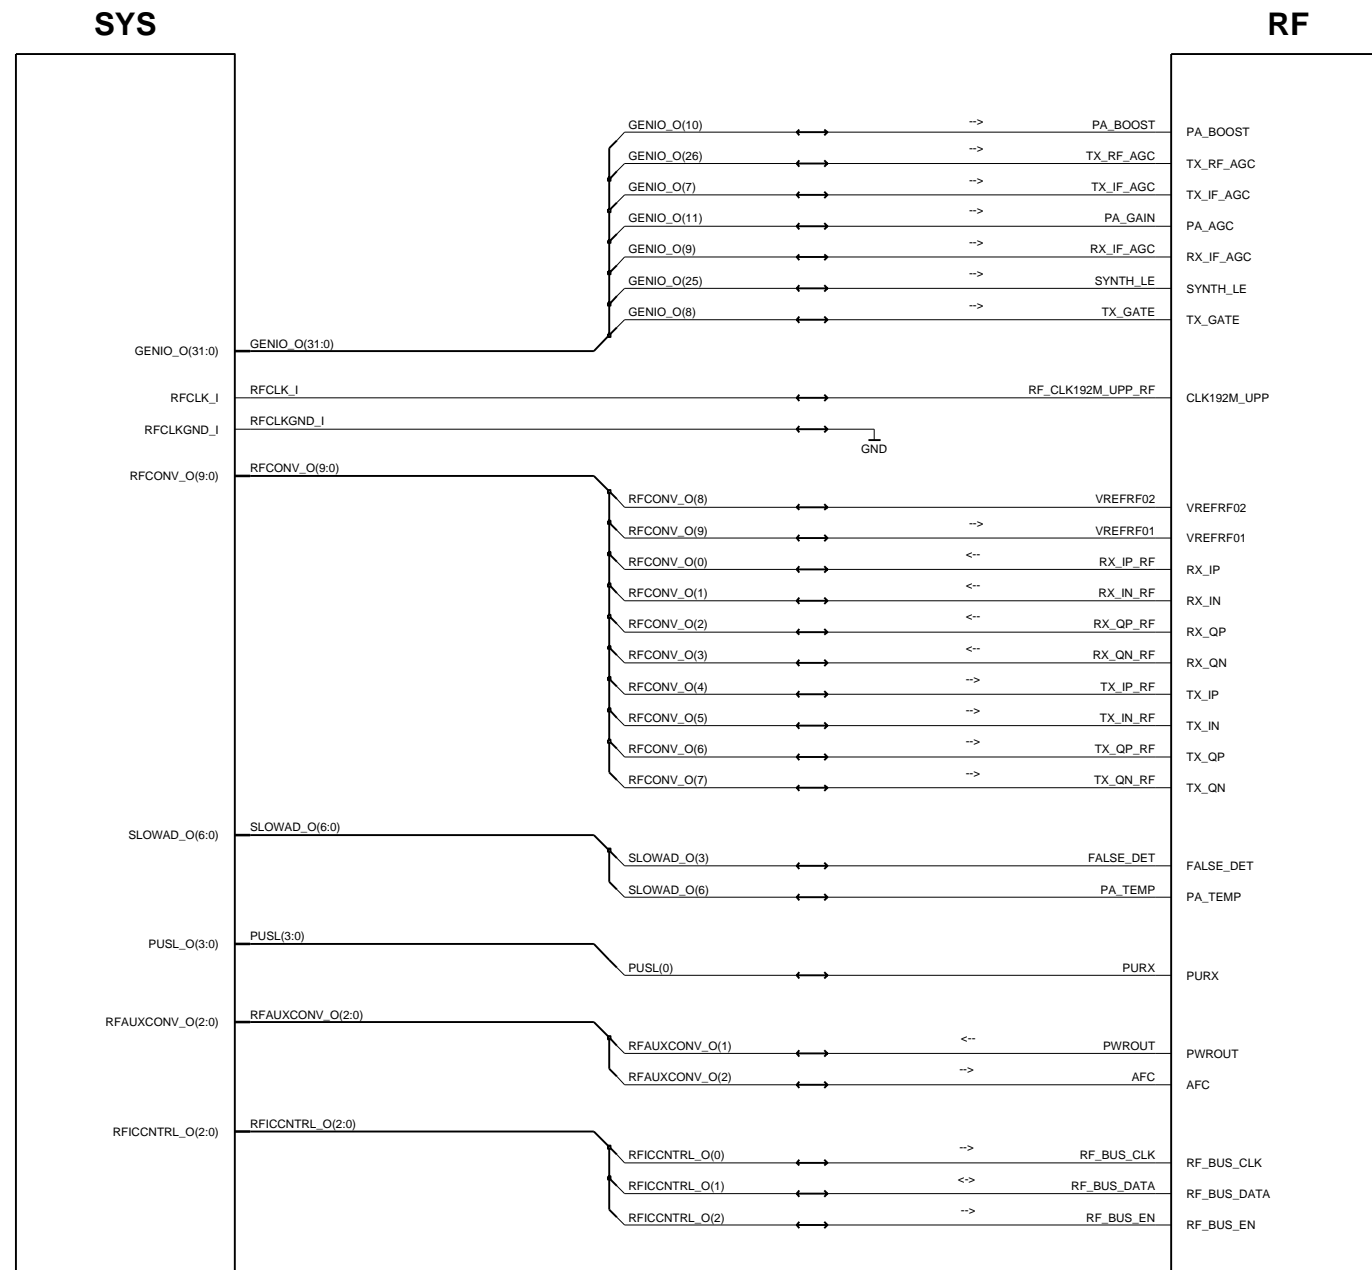 SYS RF
GENIO_O(10) --> PA_BOOST PA_BOOST
GENIO_O(26) --> TX_RF_AGC TX_RF_AGC
GENIO_O(7) --> TX_IF_AGC TX_IF_AGC
GENIO_O(11) --> PA_GAIN PA_AGC
GENIO_O(9) --> RX_IF_AGC RX_IF_AGC
GENIO_O(25) --> SYNTH_LE SYNTH_LE
GENIO_O(8) --> TX_GATE TX_GATE
GENIO_O(31:0) GENIO_O(31:0)
RFCLK_I RFCLK_I RF_CLK192M_UPP_RF CLK192M_UPP
RFCLKGND_I RFCLKGND_I
GND
RFCONV_O(9:0) RFCONV_O(9:0)
RFCONV_O(8) VREFRF02 VREFRF02
RFCONV_O(9) --> VREFRF01 VREFRF01
RFCONV_O(0) <-- RX_IP_RF RX_IP
RFCONV_O(1) <-- RX_IN_RF RX_IN
RFCONV_O(2) <-- RX_QP_RF RX_QP
RFCONV_O(3) <-- RX_QN_RF RX_QN
RFCONV_O(4) --> TX_IP_RF TX_IP
RFCONV_O(5) --> TX_IN_RF TX_IN
RFCONV_O(6) --> TX_QP_RF TX_QP
RFCONV_O(7) --> TX_QN_RF TX_QN
SLOWAD_O(6:0) SLOWAD_O(6:0)
SLOWAD_O(3) FALSE_DET FALSE_DET
SLOWAD_O(6) PA_TEMP PA_TEMP
PUSL_O(3:0) PUSL(3:0)
PUSL(0) PURX PURX
RFAUXCONV_O(2:0) RFAUXCONV_O(2:0)
RFAUXCONV_O(1) <-- PWROUT PWROUT
RFAUXCONV_O(2) --> AFC AFC
RFICCNTRL_O(2:0) RFICCNTRL_O(2:0)
RFICCNTRL_O(0) --> RF_BUS_CLK RF_BUS_CLK
RFICCNTRL_O(1) <-> RF_BUS_DATA RF_BUS_DATA
RFICCNTRL_O(2) --> RF_BUS_EN RF_BUS_EN